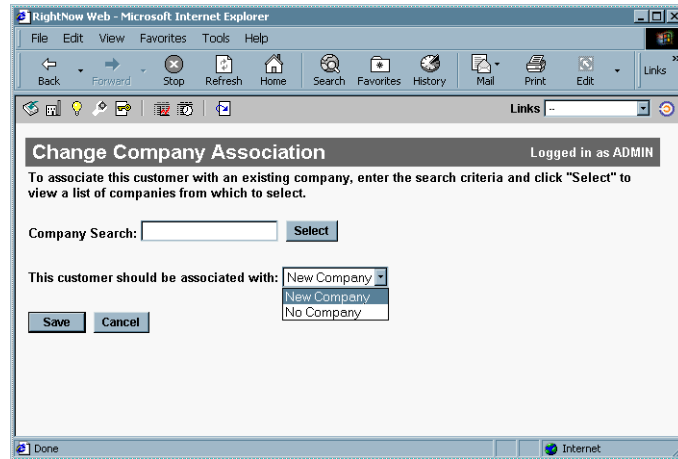 RightNow Web - Microsoft Internet Explorer
File Edit View Favorites Tools Help
Back Forward Stop Refresh Home Search Favorites History Mail Print Edit Links »
Links --
Change Company Association Logged in as ADMIN
To associate this customer with an existing company, enter the search criteria and click "Select" to
view a list of companies from which to select.
Company Search: Select
This customer should be associated with: New Company
New Company
No Company
Save Cancel
Done Internet